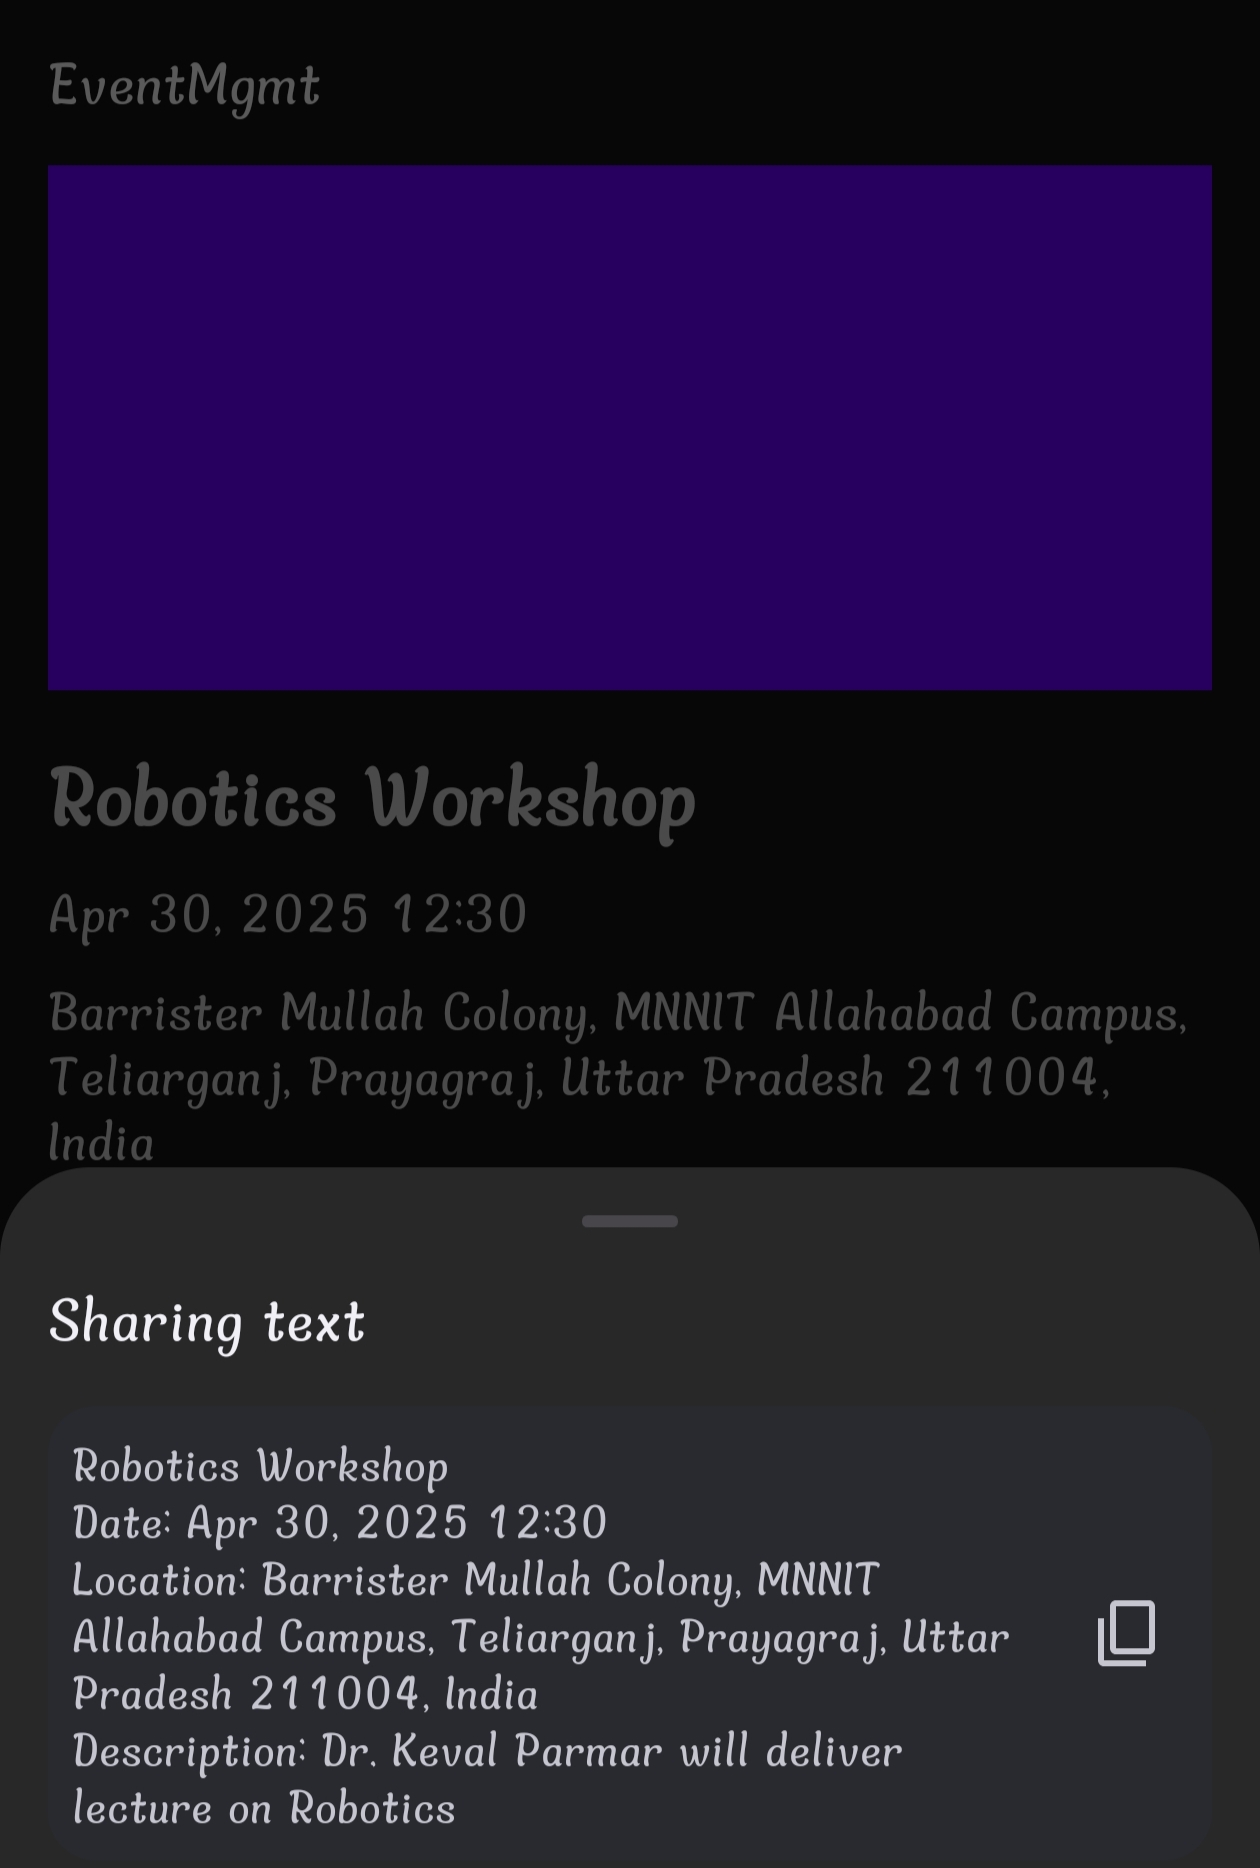 EventMgmt
Robotics Workshop
Apr 30, 2025 12:30
Barrister Mullah Colony, MNNIT Allahabad Campus,
Teliarganj, Prayagraj, Uttar Pradesh 211004,
India
Sharing text
Robotics Workshop
Date: Apr 30, 2025 12:30
Location: Barrister Mullah Colony, MNNIT
Allahabad Campus, Teliarganj, Prayagraj, Uttar
Pradesh 211004, India
Description: Dr. Keval Parmar will deliver
lecture on Robotics